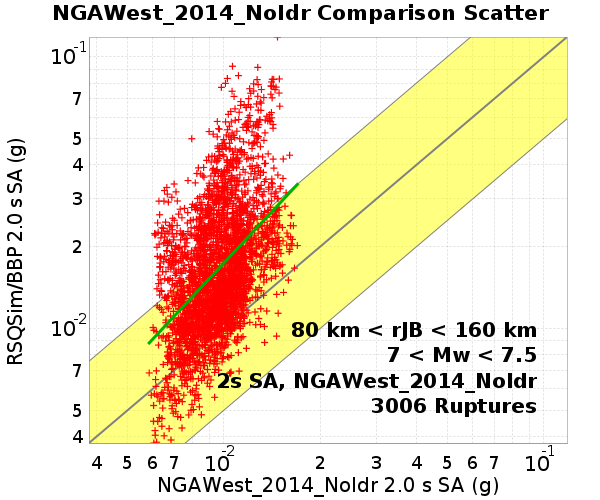 NGAWest_2014_NoIdr Comparison Scatter
RSQSim/BBP 2.0 s SA (g)
10⁻¹
7
5
4
3
2
10⁻²
7
5
4
80 km < rJB < 160 km
7 < Mw < 7.5
2s SA, NGAWest_2014_NoIdr
3006 Ruptures
4 5 6 7 10⁻² 2 3 4 5 6 7 10⁻¹
NGAWest_2014_NoIdr 2.0 s SA (g)